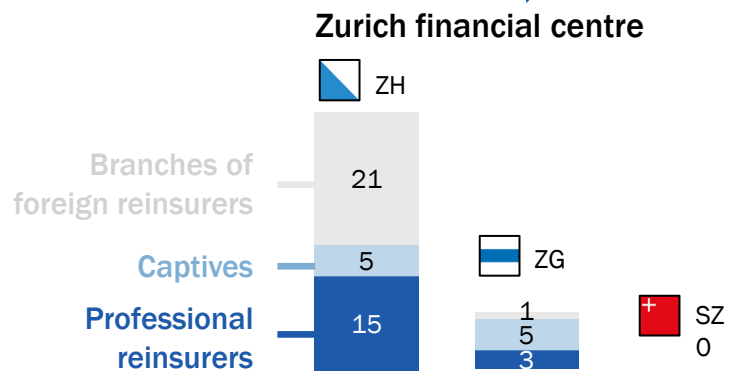 Zurich financial centre
ZH
Branches of
foreign reinsurers
21
Captives
5
Professional
reinsurers
15
ZG
1
5
3
SZ
0